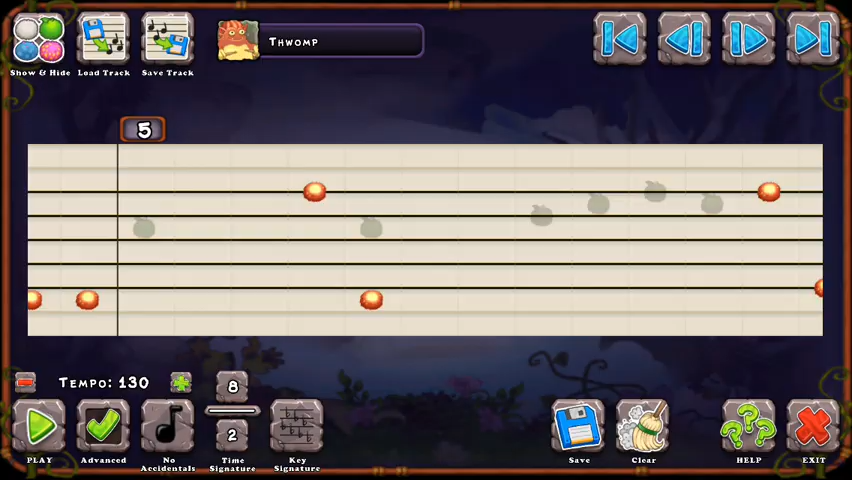 Show & Hide
Load Track
Save Track
Thwomp
5
Tempo: 130
8
2
PLAY
Advanced
No Accidentals
Time Signature
Key Signature
Save
Clear
HELP
EXIT